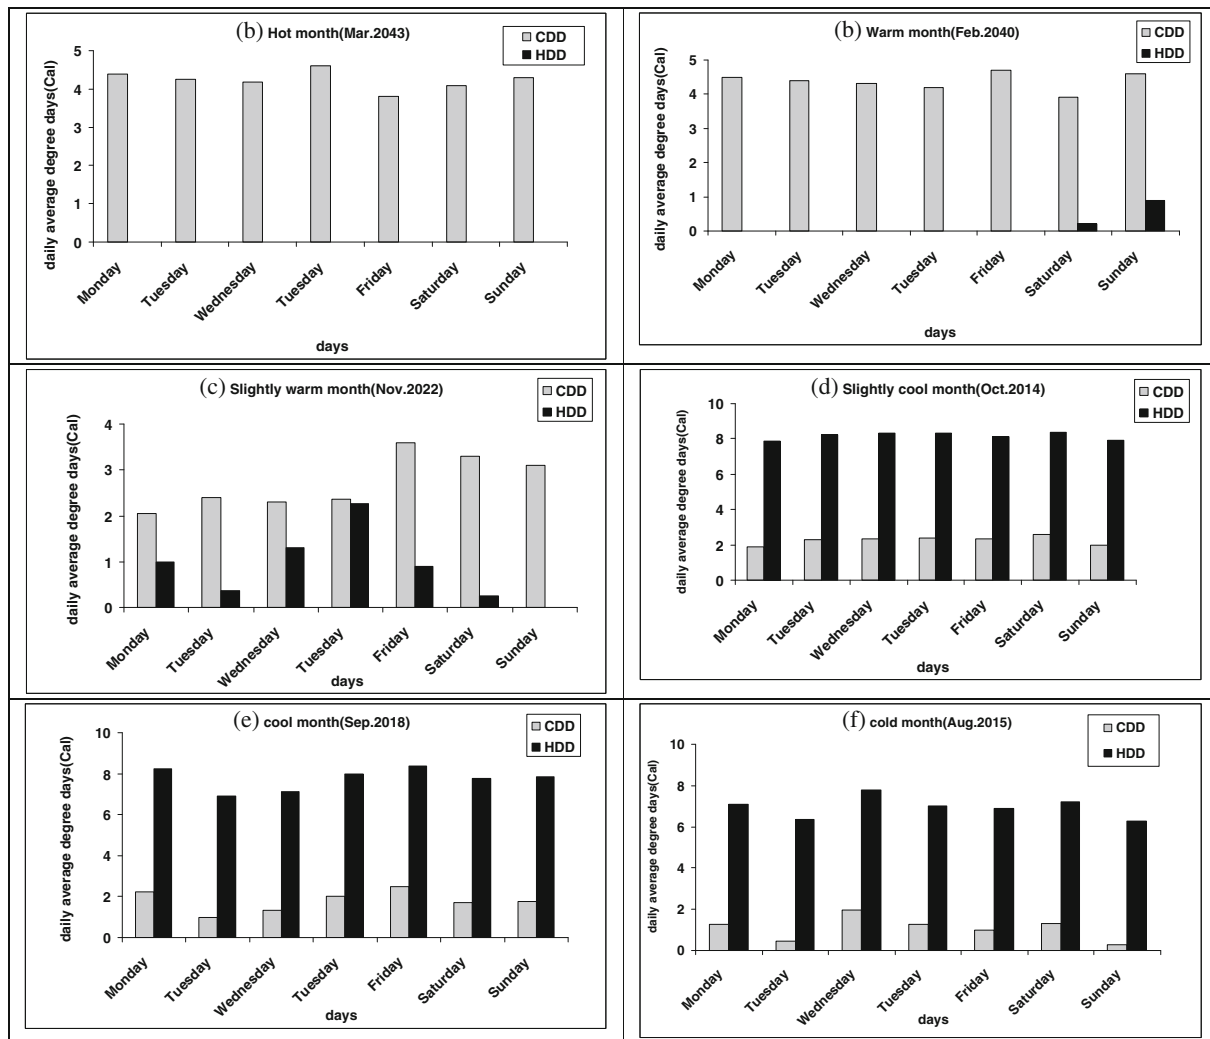 (b) Hot month(Mar.2043)
CDD
HDD
daily average degree days(Cal)
5
4
3
2
1
0
Monday
Tuesday
Wednesday
Tuesday
Friday
Saturday
Sunday
days
(b) Warm month(Feb.2040)
CDD
HDD
daily average degree days(Cal)
5
4
3
2
1
0
Monday
Tuesday
Wednesday
Tuesday
Friday
Saturday
Sunday
days
(c) Slightly warm month(Nov.2022)
CDD
HDD
daily average degree days(Cal)
4
3
2
1
0
Monday
Tuesday
Wednesday
Tuesday
Friday
Saturday
Sunday
days
(d) Slightly cool month(Oct.2014)
CDD
HDD
daily average degree days(Cal)
10
8
6
4
2
0
Monday
Tuesday
Wednesday
Tuesday
Friday
Saturday
Sunday
days
(e) cool month(Sep.2018)
CDD
HDD
daily average degree days(Cal)
10
8
6
4
2
0
Monday
Tuesday
Wednesday
Tuesday
Friday
Saturday
Sunday
days
(f) cold month(Aug.2015)
CDD
HDD
daily average degree days(Cal)
10
8
6
4
2
0
Monday
Tuesday
Wednesday
Tuesday
Friday
Saturday
Sunday
days